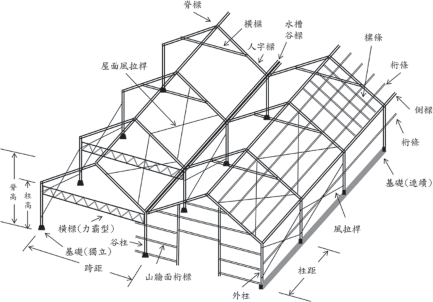 脊樑
橫樑
人字樑
水槽
谷樑
屋面風拉桿
椽條
桁條
側樑
桁條
基礎(連續)
風拉桿
柱距
外柱
山牆面桁樑
谷柱
橫樑(力霸型)
基礎(獨立)
跨距
脊高
柱高